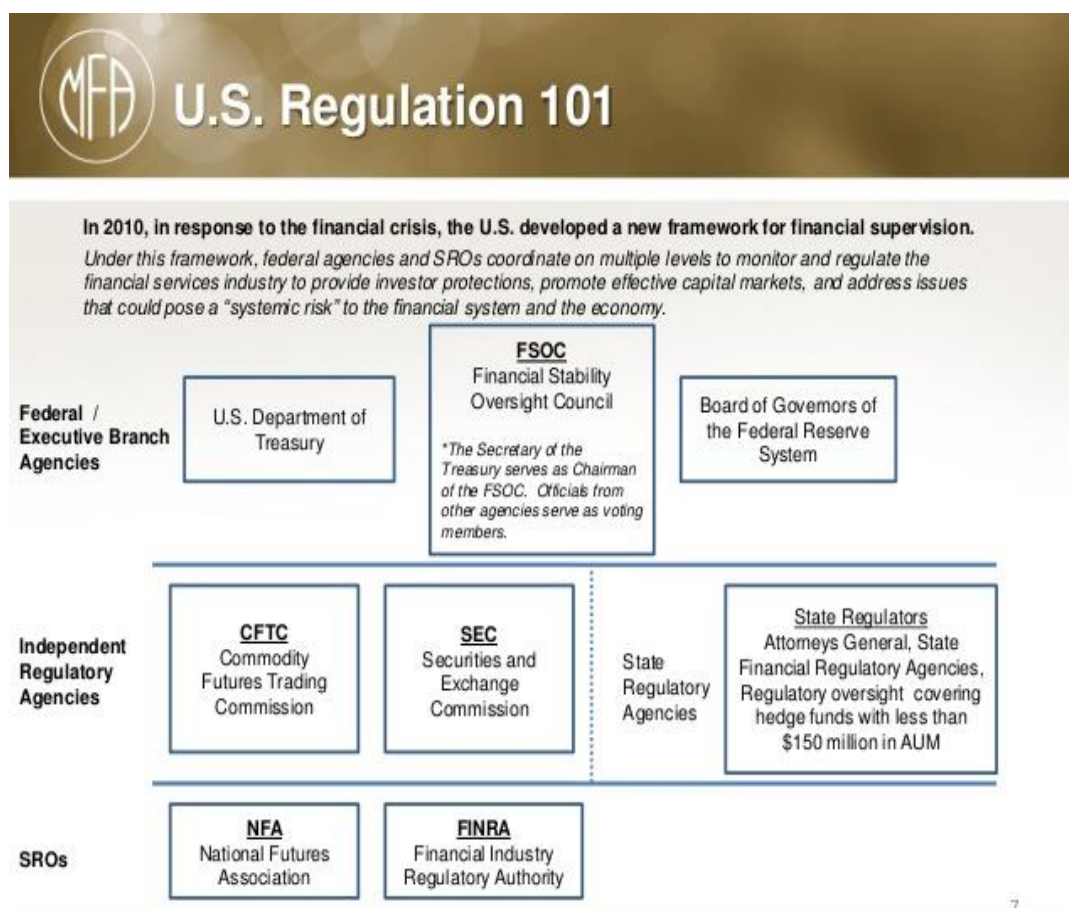 MFA
U.S. Regulation 101
In 2010, in response to the financial crisis, the U.S. developed a new framework for financial supervision.
Under this framework, federal agencies and SROs coordinate on multiple levels to monitor and regulate the
financial services industry to provide investor protections, promote effective capital markets, and address issues
that could pose a “systemic risk” to the financial system and the economy.
Federal /
Executive Branch
Agencies
U.S. Department of
Treasury
FSOC
Financial Stability
Oversight Council
*The Secretary of the
Treasury serves as Chairman
of the FSOC. Officials from
other agencies serve as voting
members.
Board of Governors of
the Federal Reserve
System
Independent
Regulatory
Agencies
CFTC
Commodity
Futures Trading
Commission
SEC
Securities and
Exchange
Commission
State
Regulatory
Agencies
State Regulators
Attorneys General, State
Financial Regulatory Agencies,
Regulatory oversight covering
hedge funds with less than
$150 million in AUM
SROs
NFA
National Futures
Association
FINRA
Financial Industry
Regulatory Authority
7